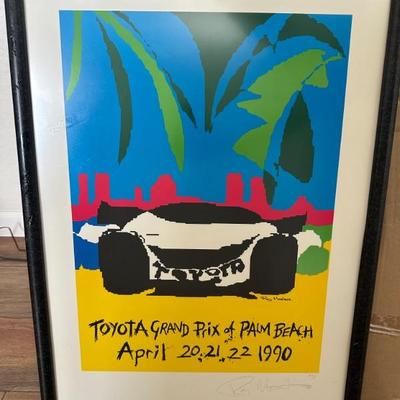 TOYOTA
TOYOTA GRAND PRIX of PALM BEACH
April 20.21.22 1990